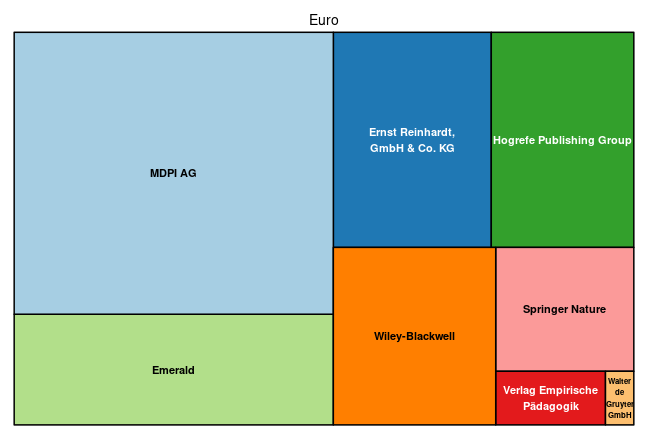 Euro
MDPI AG
Ernst Reinhardt,
GmbH & Co. KG
Hogrefe Publishing Group
Emerald
Wiley-Blackwell
Springer Nature
Verlag Empirische
Pädagogik
Walter
de
Gruyter
GmbH